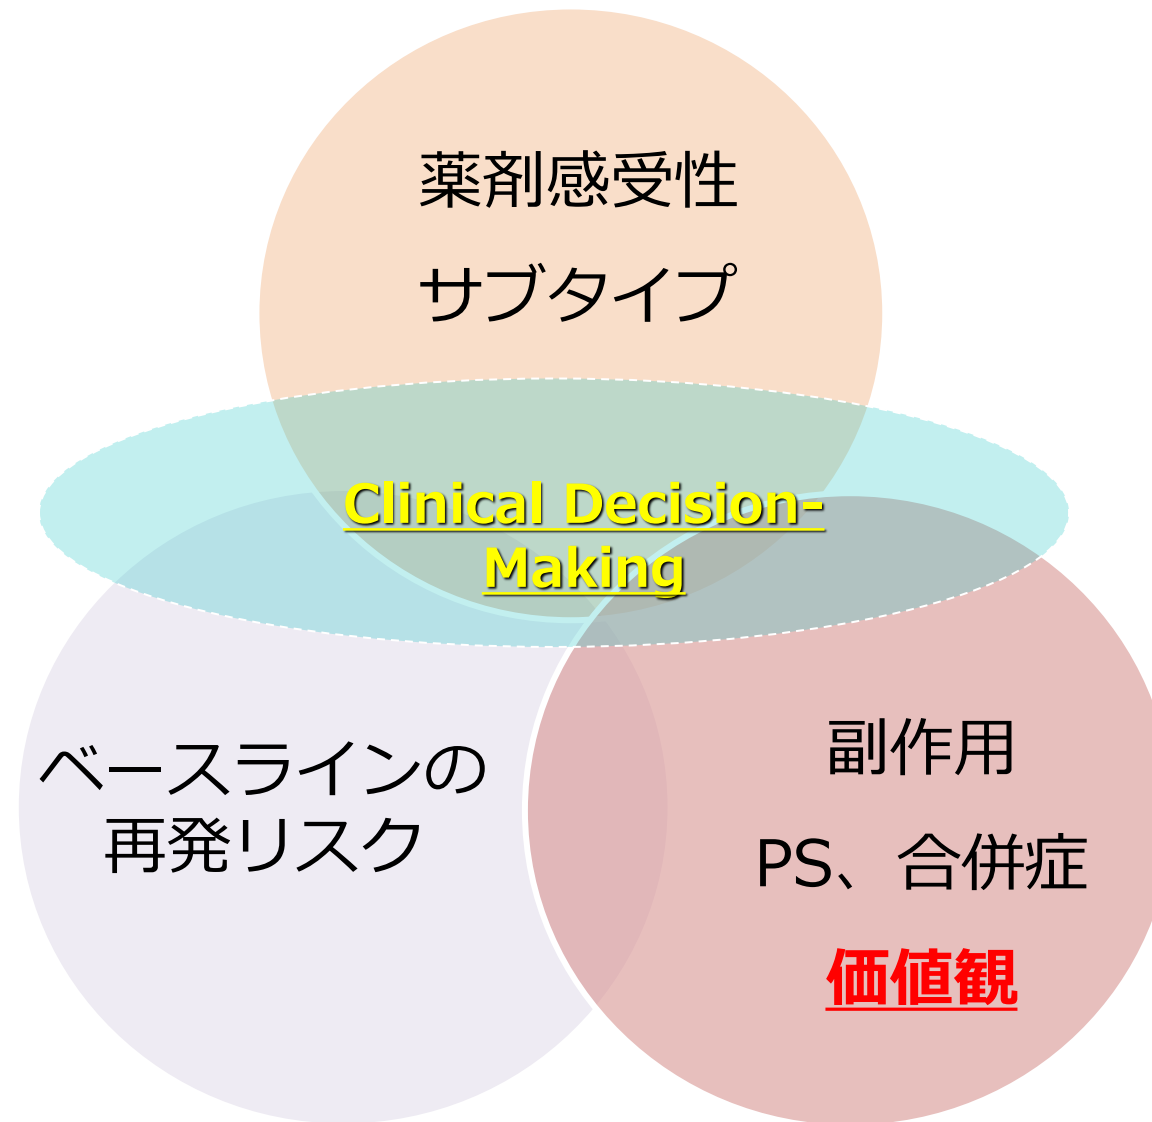 薬剤感受性
サブタイプ
Clinical Decision-
Making
ベースラインの
再発リスク
副作用
PS、合併症
価値観